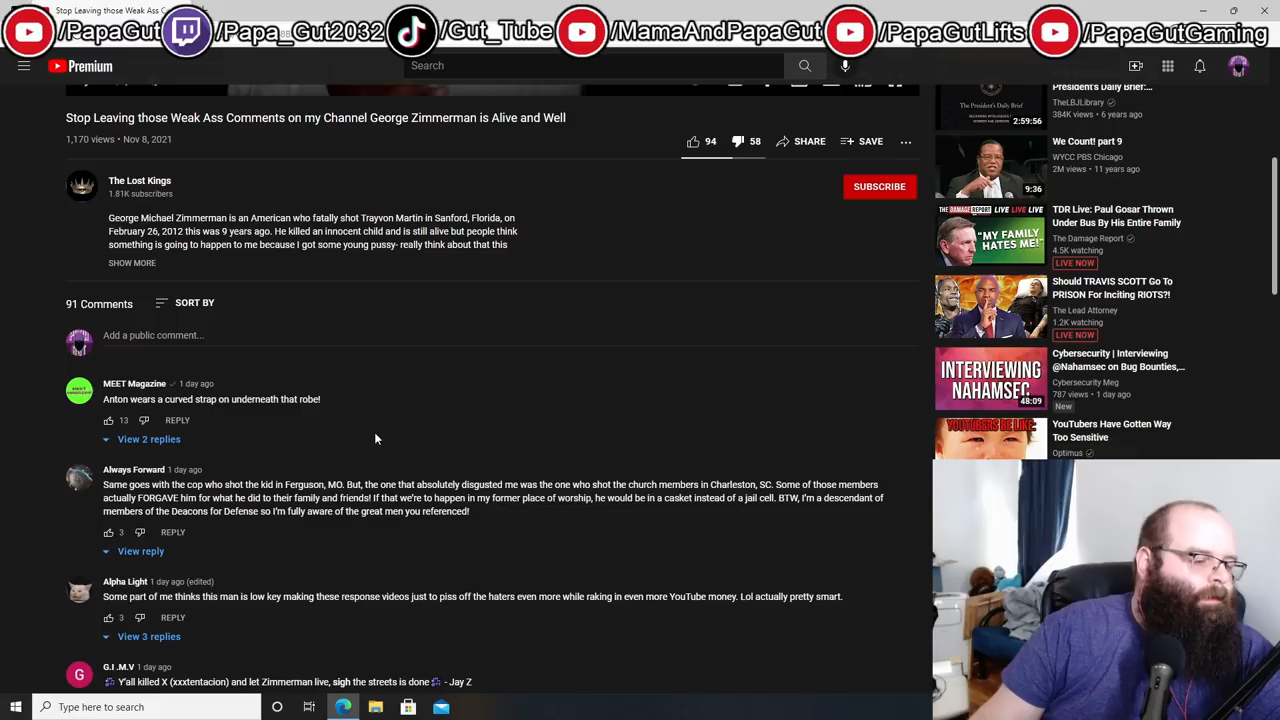 Stop Leaving those Weak Ass C
/PapaGut
/Papa_Gut2032
/Gut_Tube
/MamaAndPapaGut
/PapaGutLifts
/PapaGutGaming
Premium
Search
Stop Leaving those Weak Ass Comments on my Channel George Zimmerman is Alive and Well
1,170 views • Nov 8, 2021
94
58
SHARE
SAVE
The Lost Kings
1.81K subscribers
SUBSCRIBE
George Michael Zimmerman is an American who fatally shot Trayvon Martin in Sanford, Florida, on
February 26, 2012 this was 9 years ago. He killed an innocent child and is still alive but people think
something is going to happen to me because I got some young pussy- really think about that this
SHOW MORE
91 Comments
SORT BY
Add a public comment...
MEET Magazine 1 day ago
Anton wears a curved strap on underneath that robe!
13 REPLY
View 2 replies
Always Forward 1 day ago
Same goes with the cop who shot the kid in Ferguson, MO. But, the one that absolutely disgusted me was the one who shot the church members in Charleston, SC. Some of those members
actually FORGAVE him for what he did to their family and friends! If that we're to happen in my former place of worship, he would be in a casket instead of a jail cell. BTW, I'm a descendant of
members of the Deacons for Defense so I'm fully aware of the great men you referenced!
3 REPLY
View reply
Alpha Light 1 day ago (edited)
Some part of me thinks this man is low key making these response videos just to piss off the haters even more while raking in even more YouTube money. Lol actually pretty smart.
3 REPLY
View 3 replies
G
G.I .M.V 1 day ago
Y'all killed X (xxxtentacion) and let Zimmerman live, sigh the streets is done - Jay Z
The President's Daily Brief
2:59:56
President's Daily Brief:...
TheLBJLibrary
384K views • 6 years ago
9:36
We Count! part 9
WYCC PBS Chicago
2M views • 11 years ago
THE DAMAGE REPORT LIVE LIVE LIVE
"MY FAMILY
HATES ME!"
TDR Live: Paul Gosar Thrown
Under Bus By His Entire Family
The Damage Report
4.5K watching
LIVE NOW
Should TRAVIS SCOTT Go To
PRISON For Inciting RIOTS?!
The Lead Attorney
1.2K watching
LIVE NOW
INTERVIEWING
NAHAMSEC
48:09
Cybersecurity | Interviewing
@Nahamsec on Bug Bounties,...
Cybersecurity Meg
787 views • 1 day ago
New
YOUTUBERS BE LIKE:
YouTubers Have Gotten Way
Too Sensitive
Optimus
Type here to search